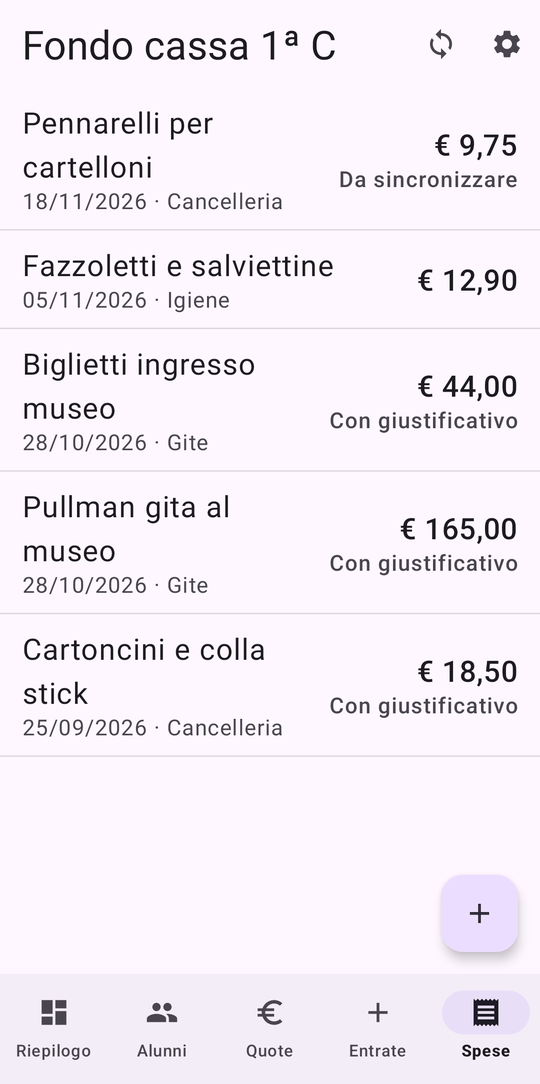 Fondo cassa 1ª C
Pennarelli per
cartelloni
18/11/2026 · Cancelleria
€ 9,75
Da sincronizzare
Fazzoletti e salviettine
05/11/2026 · Igiene
€ 12,90
Biglietti ingresso
museo
28/10/2026 · Gite
€ 44,00
Con giustificativo
Pullman gita al
museo
28/10/2026 · Gite
€ 165,00
Con giustificativo
Cartoncini e colla
stick
25/09/2026 · Cancelleria
€ 18,50
Con giustificativo
Riepilogo
Alunni
Quote
Entrate
Spese